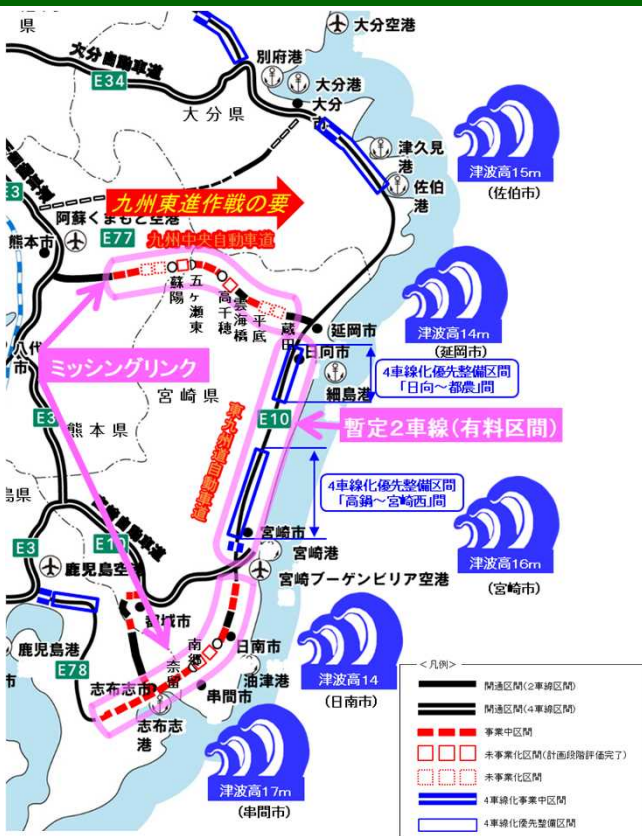 県
大分空港
大分自動車道
別府港
大分港
E34
大分市
大分県
津久見港
佐伯港
津波高15m
(佐伯市)
九州東進作戦の要
E3
阿蘇くまもと空港
熊本市
E77
九州中央自動車道
蘇陽
五ヶ瀬東
高千穂
雲海橋
平底
蔵田
延岡市
津波高14m
(延岡市)
八代市
ミッシングリンク
日向市
細島港
4車線化優先整備区間
「日向～都農」間
宮崎県
E3
熊本県
E10
暫定2車線(有料区間)
東九州道自動車道
4車線化優先整備区間
「高鍋～宮崎西」間
島県
E3
鹿児島空港
宮崎市
宮崎港
宮崎ブーゲンビリア空港
津波高16m
(宮崎市)
都城市
鹿児島港
E78
志布志市
奈留
南郷
日南市
油津港
串間市
志布志港
津波高14
(日南市)
津波高17m
(串間市)
＜凡例＞
開通区間(2車線区間)
開通区間(4車線区間)
事業中区間
未事業化区間(計画段階評価完了)
未事業化区間
4車線化事業中区間
4車線化優先整備区間